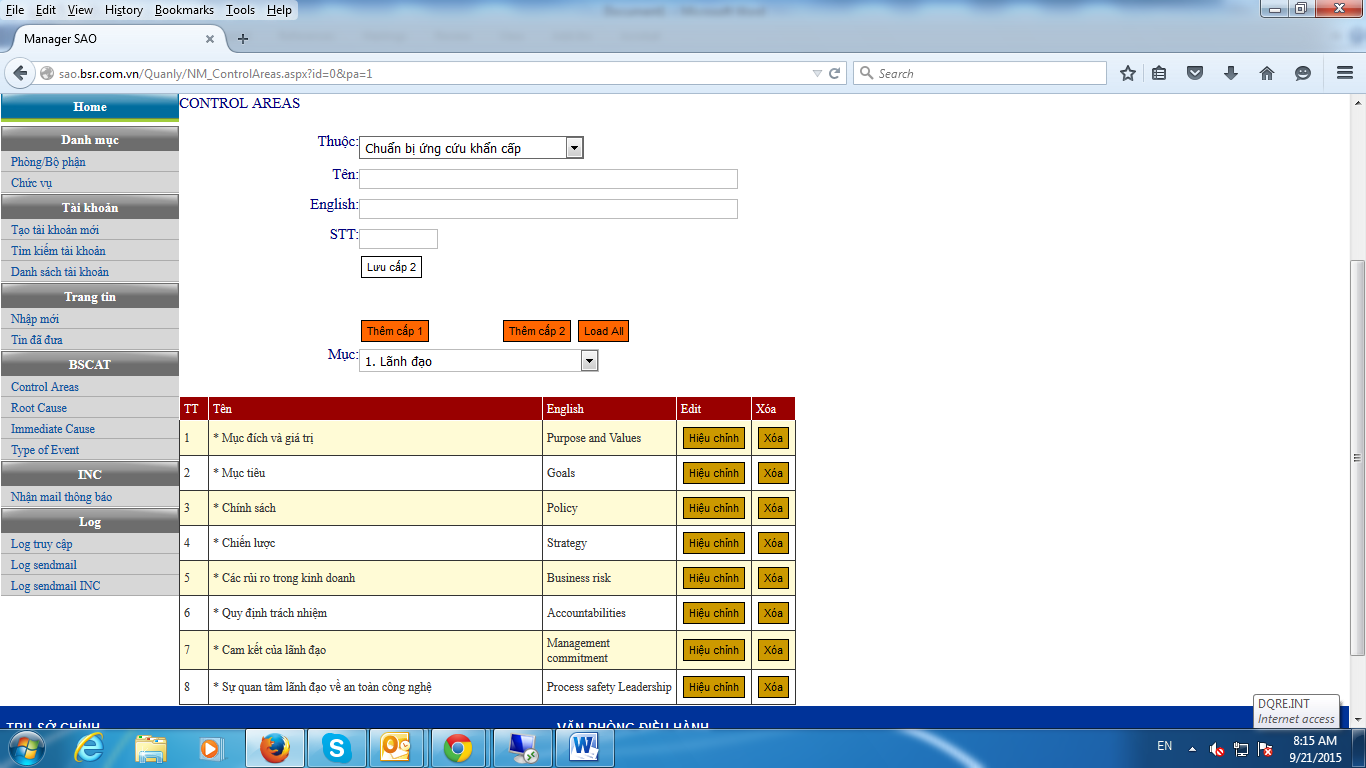 File Edit View History Bookmarks Tools Help
Manager SAO
sao.bsr.com.vn/Quanly/NM_ControlAreas.aspx?id=0&pa=1
Search
Home
Danh mục
Phòng/Bộ phận
Chức vụ
Tài khoản
Tạo tài khoản mới
Tìm kiếm tài khoản
Danh sách tài khoản
Trang tin
Nhập mới
Tin đã đưa
BSCAT
Control Areas
Root Cause
Immediate Cause
Type of Event
INC
Nhận mail thông báo
Log
Log truy cập
Log sendmail
Log sendmail INC
CONTROL AREAS
Thuộc: Chuẩn bị ứng cứu khẩn cấp
Tên:
English:
STT:
Lưu cấp 2
Thêm cấp 1 Thêm cấp 2 Load All
Mục: 1. Lãnh đạo
TT Tên English Edit Xóa
1 * Mục đích và giá trị Purpose and Values Hiệu chỉnh Xóa
2 * Mục tiêu Goals Hiệu chỉnh Xóa
3 * Chính sách Policy Hiệu chỉnh Xóa
4 * Chiến lược Strategy Hiệu chỉnh Xóa
5 * Các rủi ro trong kinh doanh Business risk Hiệu chỉnh Xóa
6 * Quy định trách nhiệm Accountabilities Hiệu chỉnh Xóa
7 * Cam kết của lãnh đạo Management commitment Hiệu chỉnh Xóa
8 * Sự quan tâm lãnh đạo về an toàn công nghệ Process safety Leadership Hiệu chỉnh Xóa
TRỤ SỞ CHÍNH VĂN PHÒNG ĐIỀU HÀNH
DQRE.INT
Internet access
EN
8:15 AM
9/21/2015